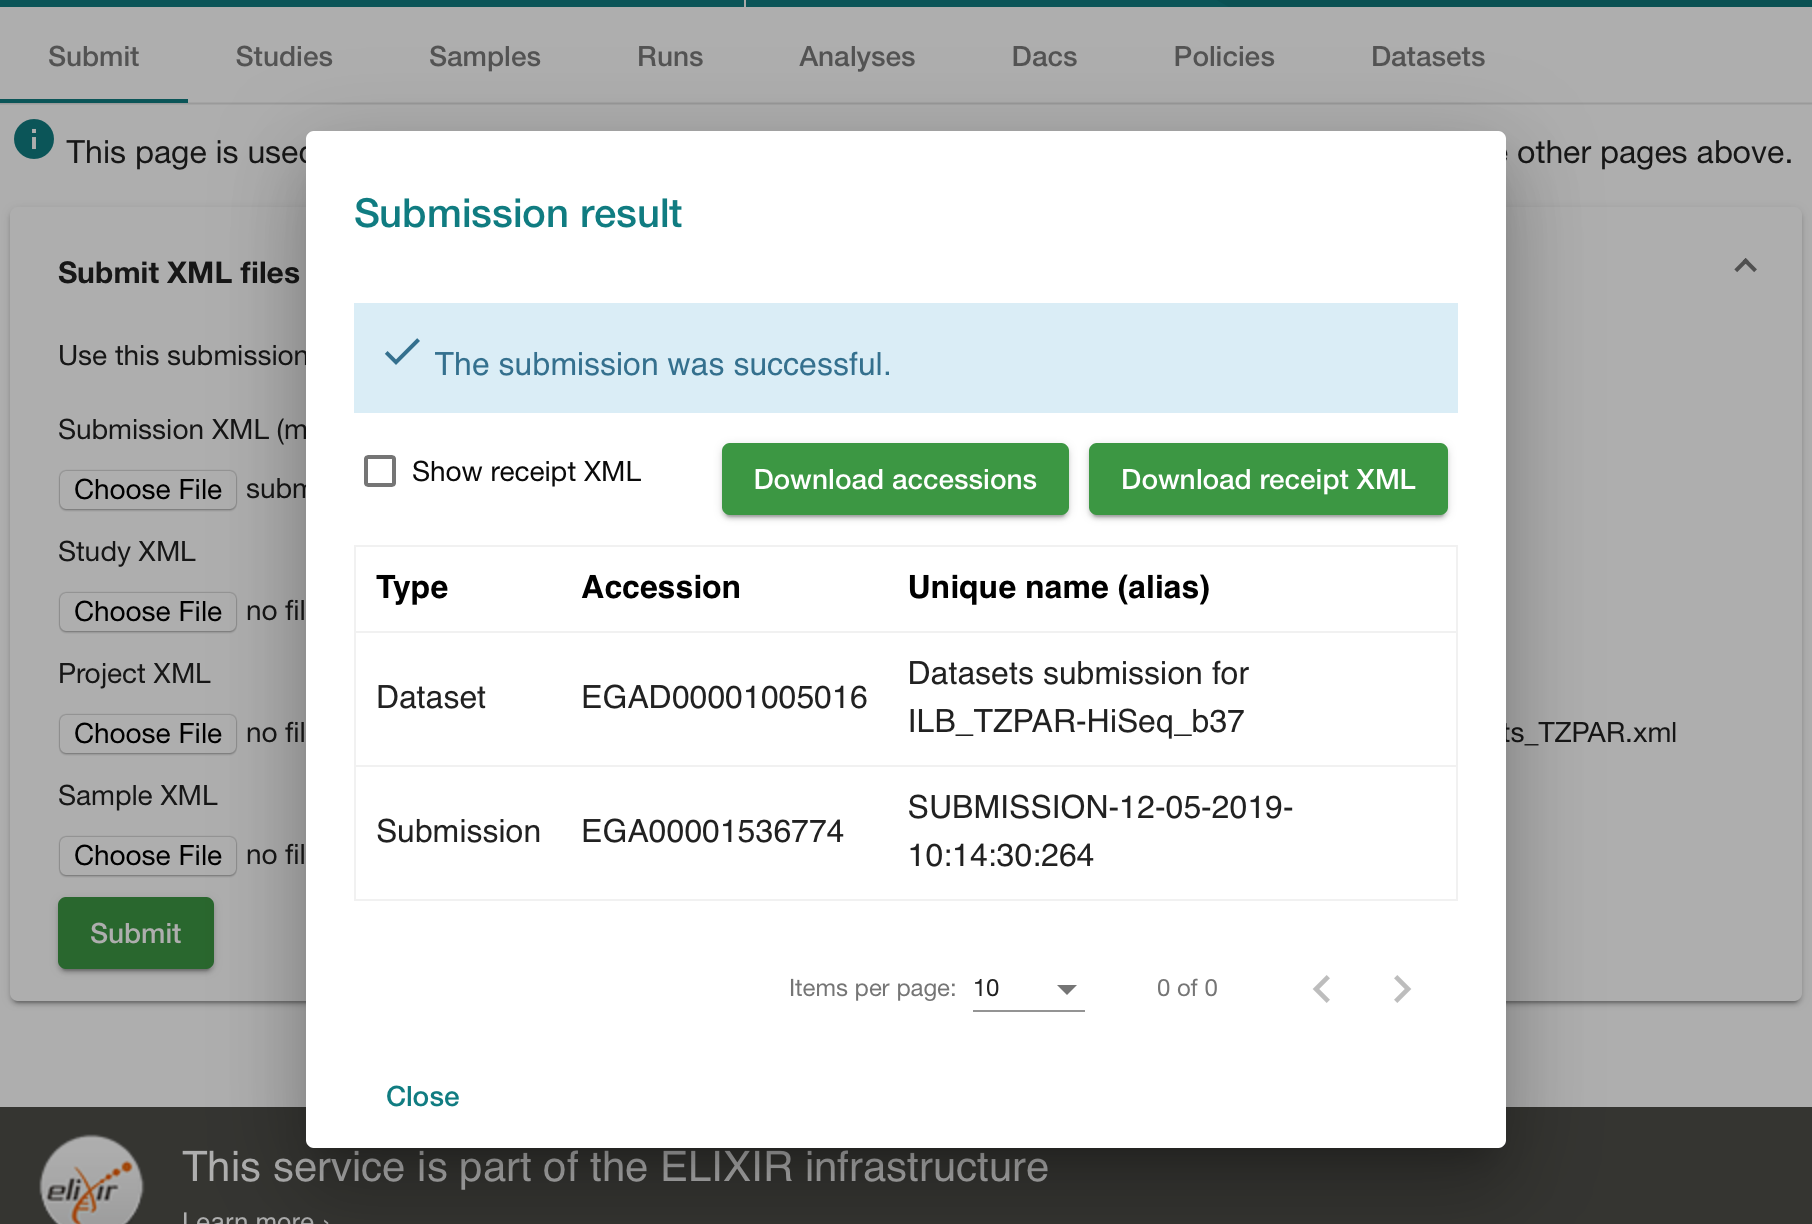 Submit Studies Samples Runs Analyses Dacs Policies Datasets
This page is used other pages above.
Submission result
Submit XML files
The submission was successful.
Use this submission
Submission XML (m
Show receipt XML Download accessions Download receipt XML
Choose File subm
Study XML
Type Accession Unique name (alias)
Choose File no fil
Dataset EGAD00001005016 Datasets submission for
ILB_TZPAR-HiSeq_b37
Project XML
Choose File no fil ts_TZPAR.xml
Sample XML
Submission EGA00001536774 SUBMISSION-12-05-2019-
10:14:30:264
Choose File no fil
Submit
Items per page: 10 0 of 0
Close
This service is part of the ELIXIR infrastructure
elixir
Learn more ›